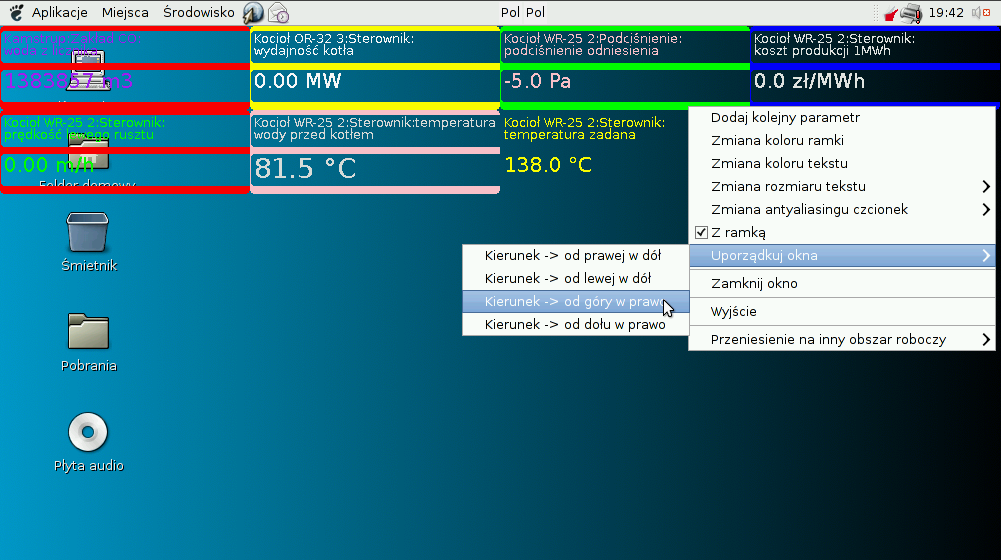 Aplikacje Miejsca Środowisko Pol Pol 19:42
woda z
1383857 m3
Kocioł OR-32 3:Sterownik:
wydajność kotła
0.00 MW
Kocioł WR-25 2:Podciśnienie:
podciśnienie odniesienia
-5.0 Pa
Kocioł WR-25 2:Sterownik:
koszt produkcji 1MWh
0.0 zł/MWh
Kocioł WR-25 2:Sterownik:
prędkość rusztu
0.00 m/h
Kocioł WR-25 2:Sterownik:temperatura
wody przed kotłem
81.5 °C
Kocioł WR-25 2:Sterownik:
temperatura zadana
138.0 °C
Folder domowy
Śmietnik
Pobrania
Płyta audio
Dodaj kolejny parametr
Zmiana koloru ramki
Zmiana koloru tekstu
Zmiana rozmiaru tekstu
Zmiana antyaliasingu czcionek
Z ramką
Uporządkuj okna
Zamknij okno
Wyjście
Przeniesienie na inny obszar roboczy
Kierunek -> od prawej w dół
Kierunek -> od lewej w dół
Kierunek -> od góry w prawo
Kierunek -> od dołu w prawo